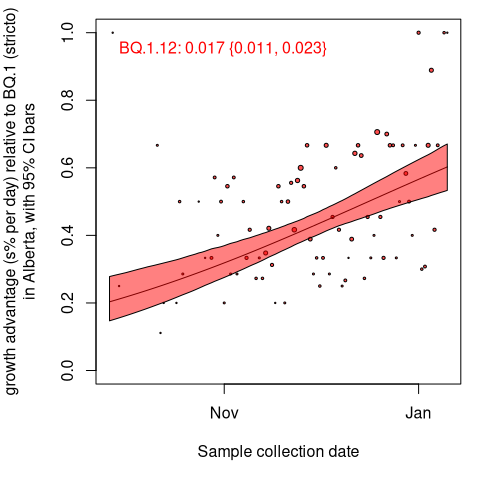 growth advantage (s% per day) relative to BQ.1 (stricto)
in Alberta, with 95% CI bars
BQ.1.12: 0.017 {0.011, 0.023}
1.0
0.8
0.6
0.4
0.2
0.0
Nov
Jan
Sample collection date